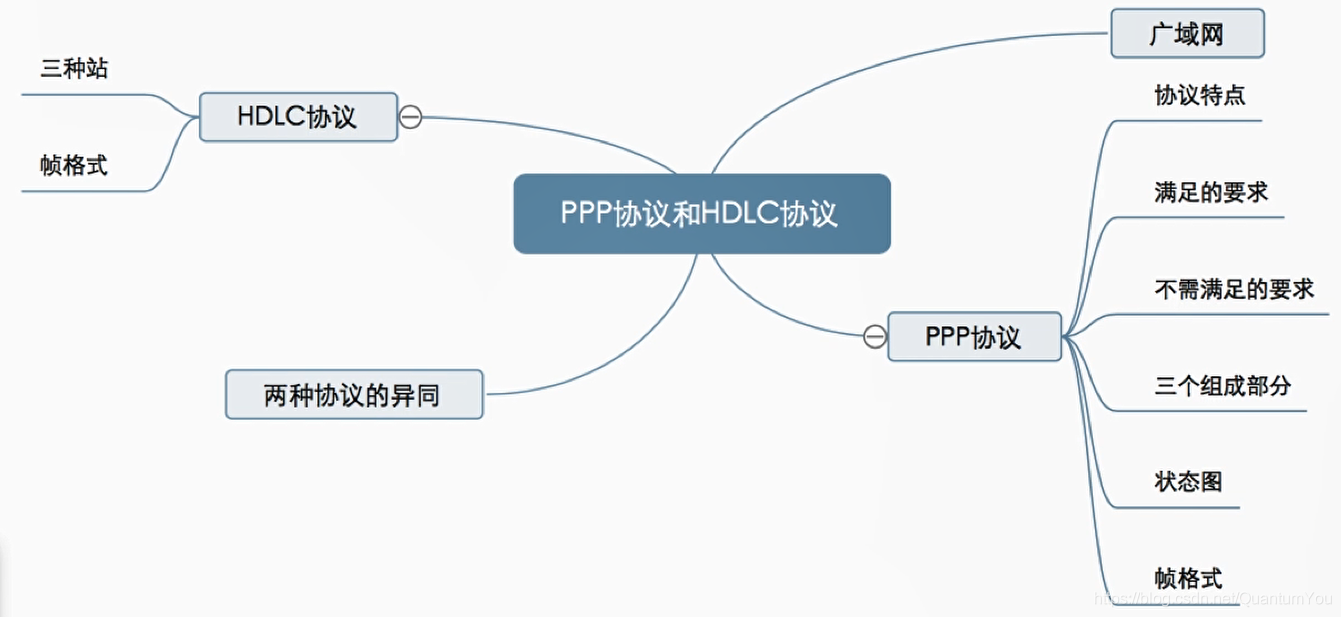 PPP协议和HDLC协议
广域网
PPP协议
协议特点
满足的要求
不需满足的要求
三个组成部分
状态图
帧格式
HDLC协议
三种站
帧格式
两种协议的异同
https://blog.csdn.net/QuantumYou